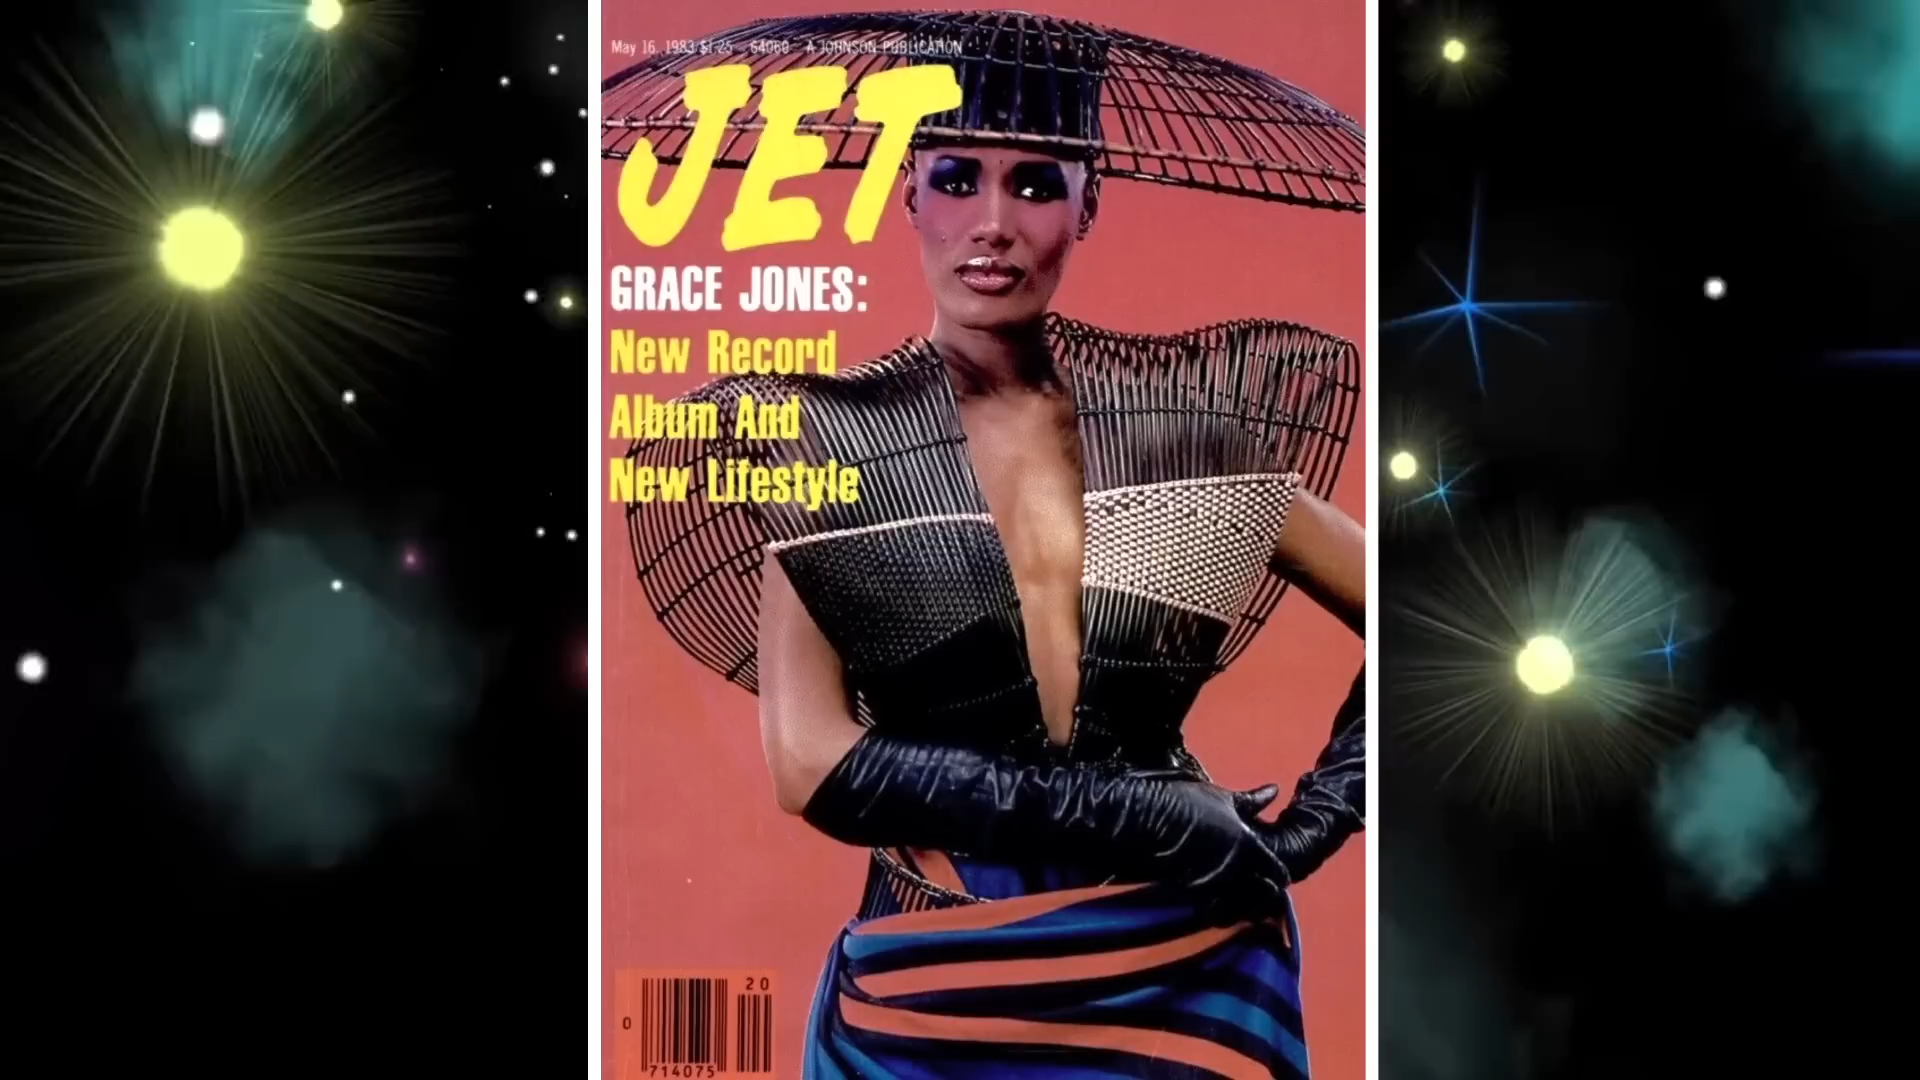 May 16, 1983 $1.25 64060 A JOHNSON PUBLICATION
JET
GRACE JONES:
New Record
Album And
New Lifestyle
20
0
714075